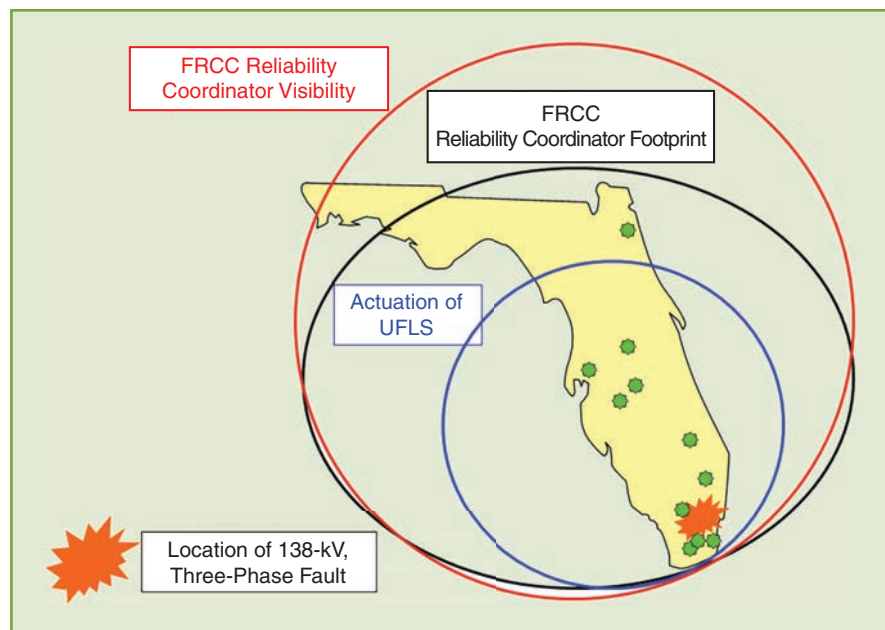 FRCC Reliability
Coordinator Visibility
FRCC
Reliability Coordinator Footprint
Actuation of
UFLS
Location of 138-kV,
Three-Phase Fault